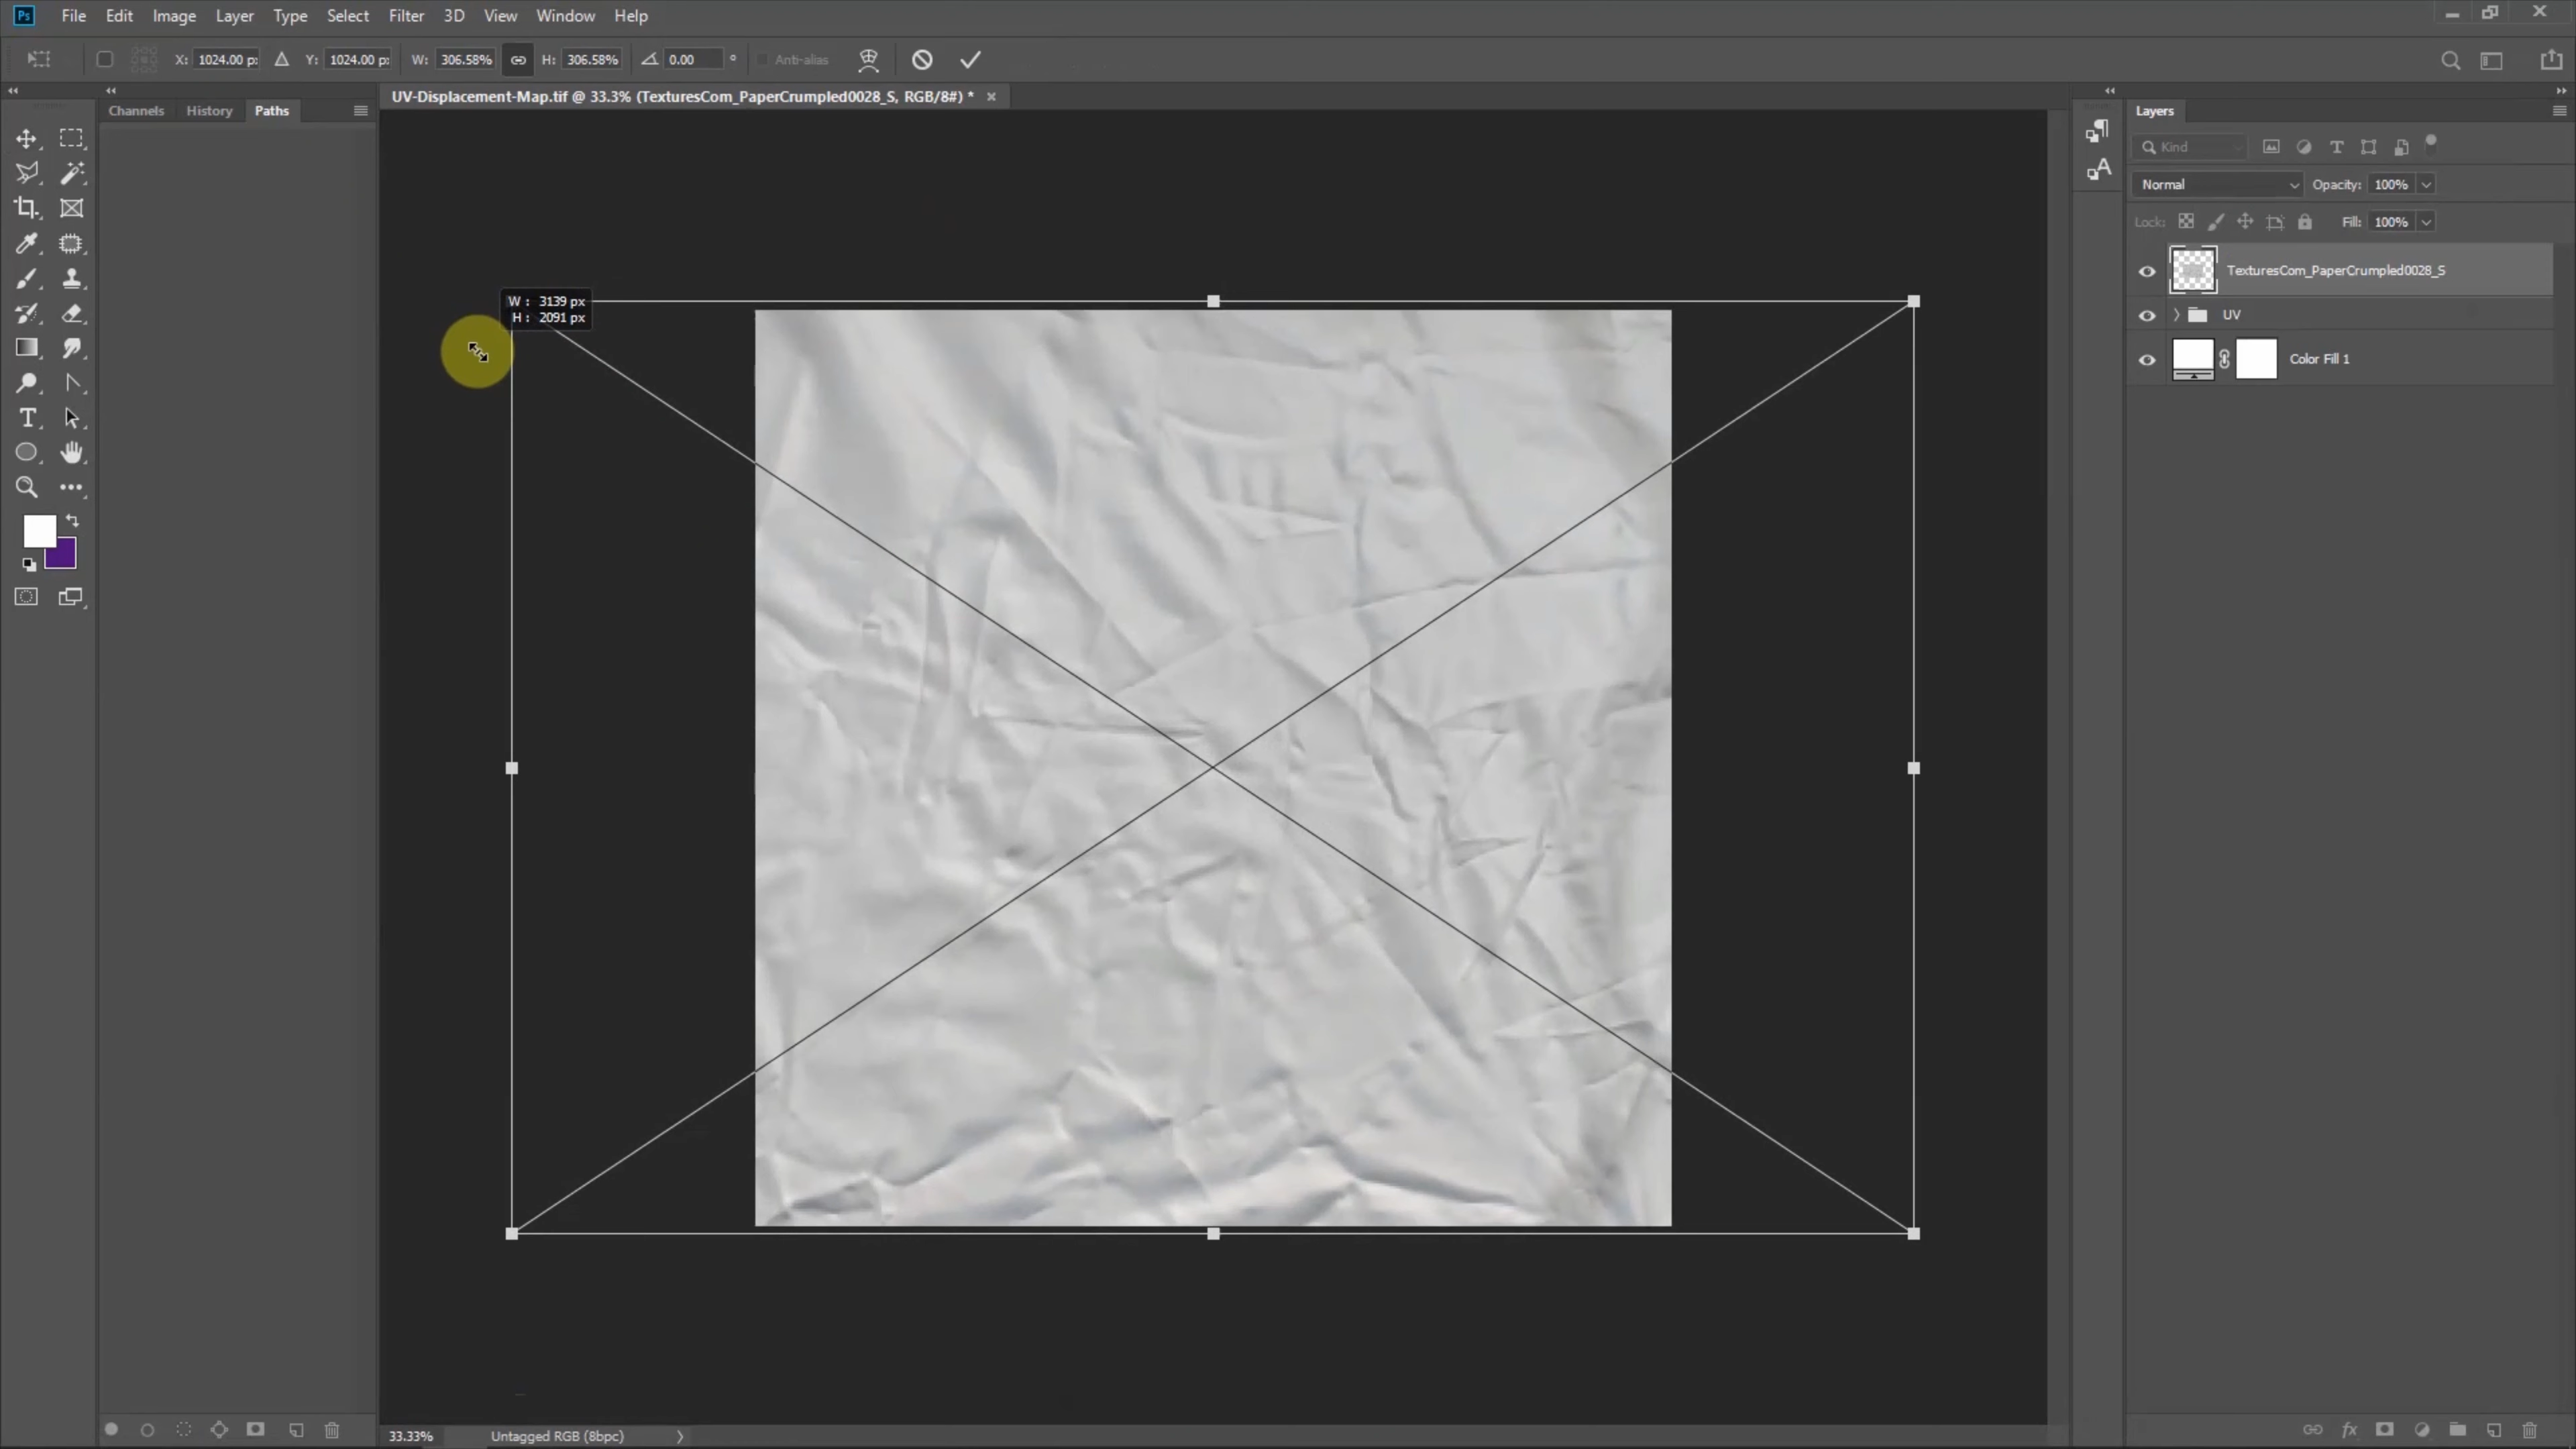 Ps File Edit Image Layer Type Select Filter 3D View Window Help
X: 1024.00 p: Y: 1024.00 p: W: 306.58% H: 306.58% 0.00 ° Anti-alias
UV-Displacement-Map.tif @ 33.3% (TexturesCom_PaperCrumpled0028_S, RGB/8#) *
Channels History Paths
W : 3139 px
H : 2091 px
Layers
Kind
Normal Opacity: 100%
Lock: Fill: 100%
TexturesCom_PaperCrumpled0028_S
UV
Color Fill 1
33.33% Untagged RGB (8bpc)